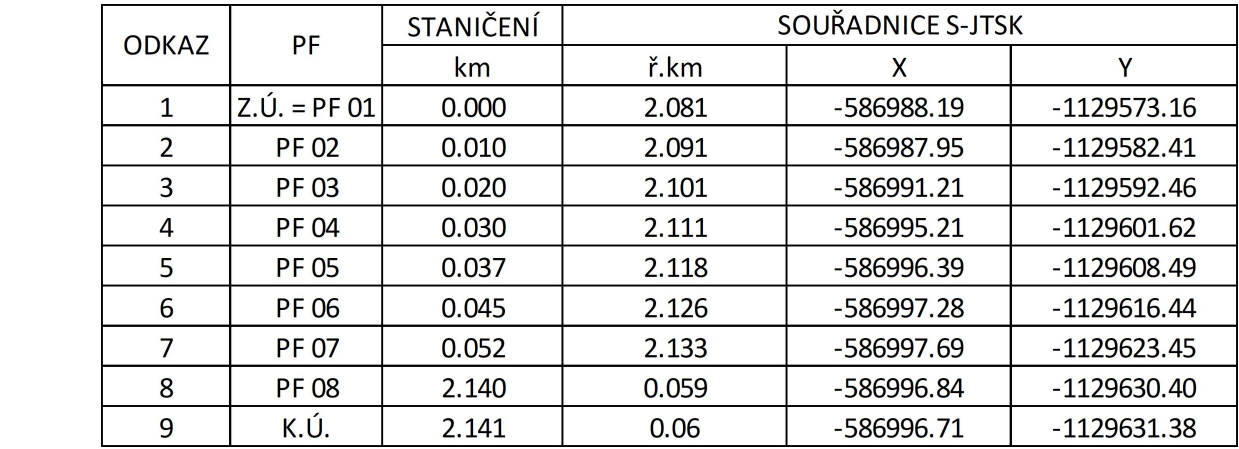 ODKAZ PF STANIČENÍ SOUŘADNICE S-JTSK
km ř.km X Y
1 Z.Ú. = PF 01 0.000 2.081 -586988.19 -1129573.16
2 PF 02 0.010 2.091 -586987.95 -1129582.41
3 PF 03 0.020 2.101 -586991.21 -1129592.46
4 PF 04 0.030 2.111 -586995.21 -1129601.62
5 PF 05 0.037 2.118 -586996.39 -1129608.49
6 PF 06 0.045 2.126 -586997.28 -1129616.44
7 PF 07 0.052 2.133 -586997.69 -1129623.45
8 PF 08 2.140 0.059 -586996.84 -1129630.40
9 K.Ú. 2.141 0.06 -586996.71 -1129631.38